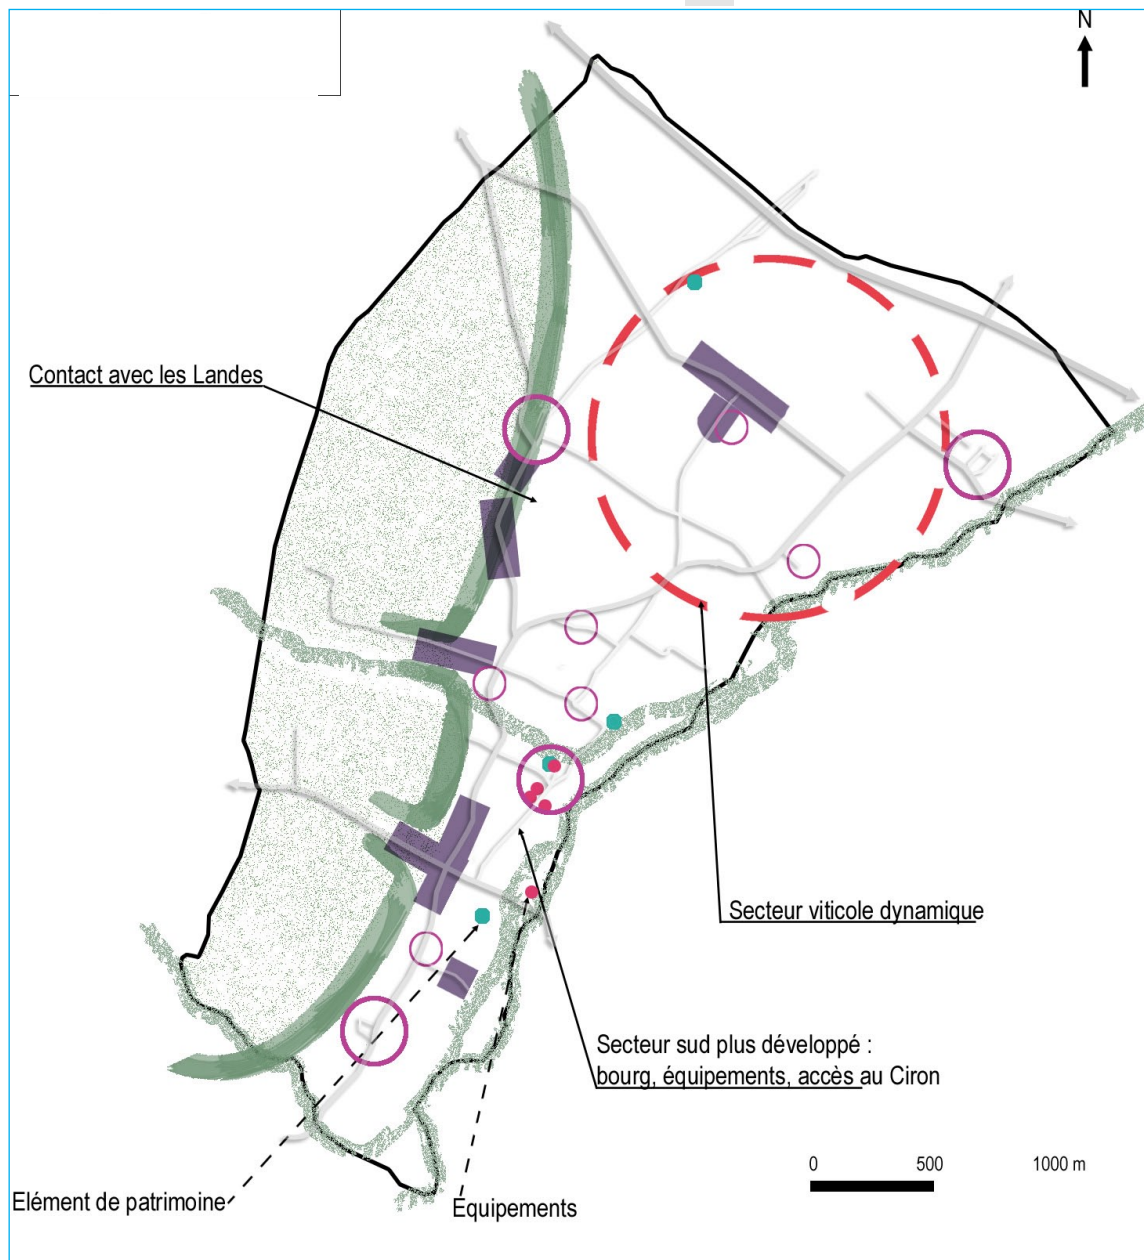 N
Contact avec les Landes
Secteur viticole dynamique
Secteur sud plus développé :
bourg, équipements, accès au Ciron
0 500 1000 m
Elément de patrimoine
Equipements